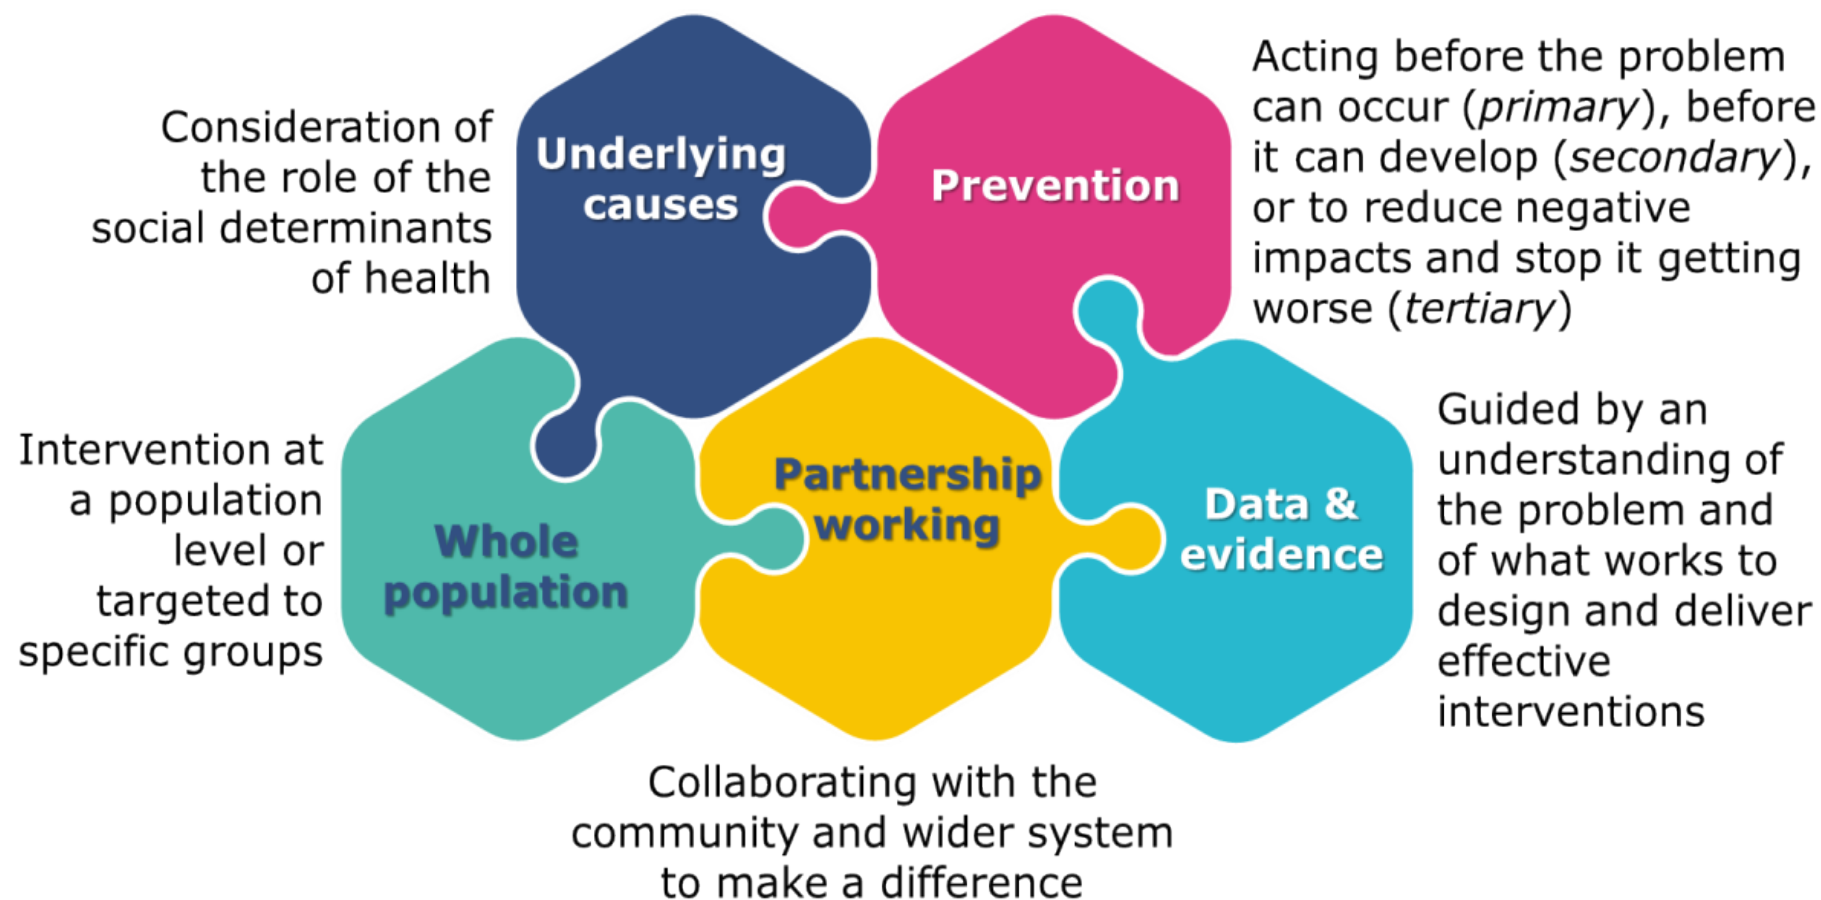 Consideration of
the role of the
social determinants
of health
Underlying
causes
Prevention
Acting before the problem
can occur (primary), before
it can develop (secondary),
or to reduce negative
impacts and stop it getting
worse (tertiary)
Intervention at
a population
level or
targeted to
specific groups
Whole
population
Partnership
working
Data &
evidence
Guided by an
understanding of
the problem and
of what works to
design and deliver
effective
interventions
Collaborating with the
community and wider system
to make a difference